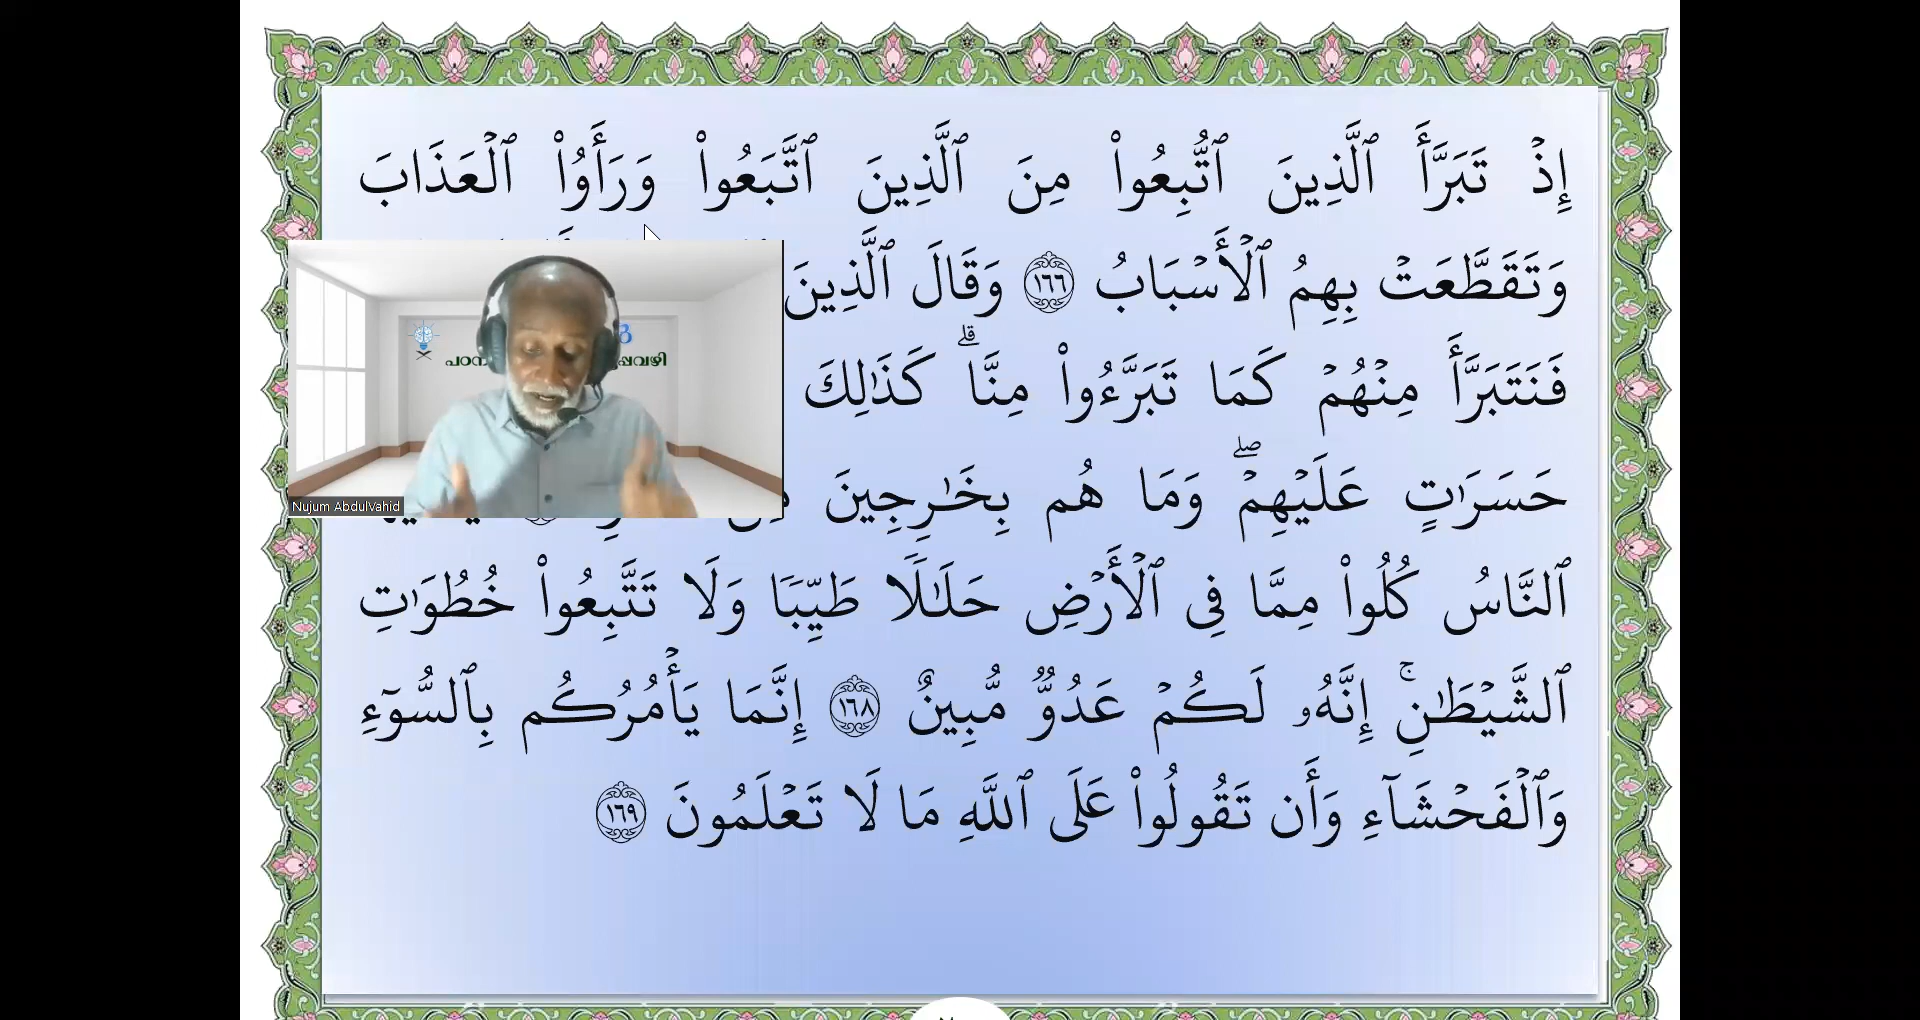 إِذۡ تَبَرَّأَ ٱلَّذِينَ ٱتُّبِعُواْ مِنَ ٱلَّذِينَ ٱتَّبَعُواْ وَرَأَوُاْ ٱلۡعَذَابَ
وَتَقَطَّعَتۡ بِهِمُ ٱلۡأَسۡبَابُ ١٦٦ وَقَالَ ٱلَّذِينَ
فَنَتَبَرَّأَ مِنۡهُمۡ كَمَا تَبَرَّءُواْ مِنَّاۗ كَذَٰلِكَ
حَسَرَٰتٍ عَلَيۡهِمۡۖ وَمَا هُم بِخَٰرِجِينَ
ٱلنَّاسُ كُلُواْ مِمَّا فِي ٱلۡأَرۡضِ حَلَٰلٗا طَيِّبٗا وَلَا تَتَّبِعُواْ خُطُوَٰتِ
ٱلشَّيۡطَٰنِۚ إِنَّهُۥ لَكُمۡ عَدُوّٞ مُّبِينٌ ١٦٨ إِنَّمَا يَأۡمُرُكُم بِٱلسُّوٓءِ
وَٱلۡفَحۡشَآءِ وَأَن تَقُولُواْ عَلَى ٱللَّهِ مَا لَا تَعۡلَمُونَ ١٦٩
Nujum AbdulVahid